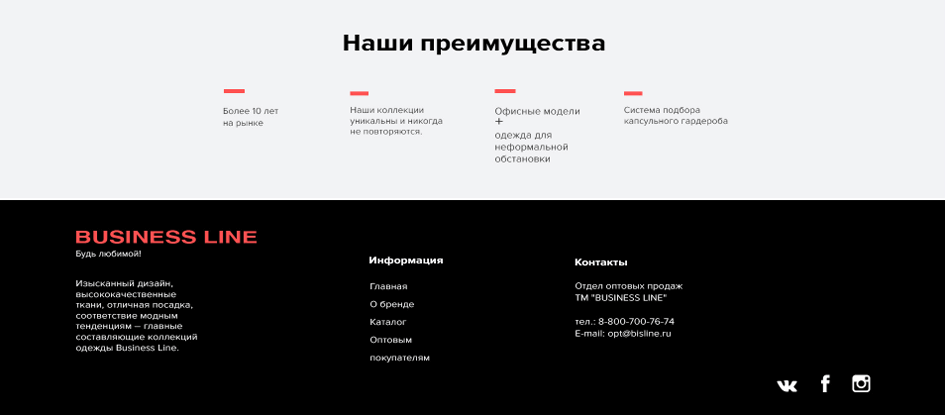 Наши преимущества
Более 10 лет
на рынке
Наши коллекции
уникальны и никогда
не повторяются.
Офисные модели
+
одежда для
неформальной
обстановки
Система подбора
капсульного гардероба
BUSINESS LINE
Будь любимой!
Изысканный дизайн,
высококачественные
ткани, отличная посадка,
соответствие модным
тенденциям – главные
составляющие коллекций
одежды Business Line.
Информация
Главная
О бренде
Каталог
Оптовым
покупателям
Контакты
Отдел оптовых продаж
ТМ "BUSINESS LINE"
тел.: 8-800-700-76-74
E-mail: opt@bisline.ru